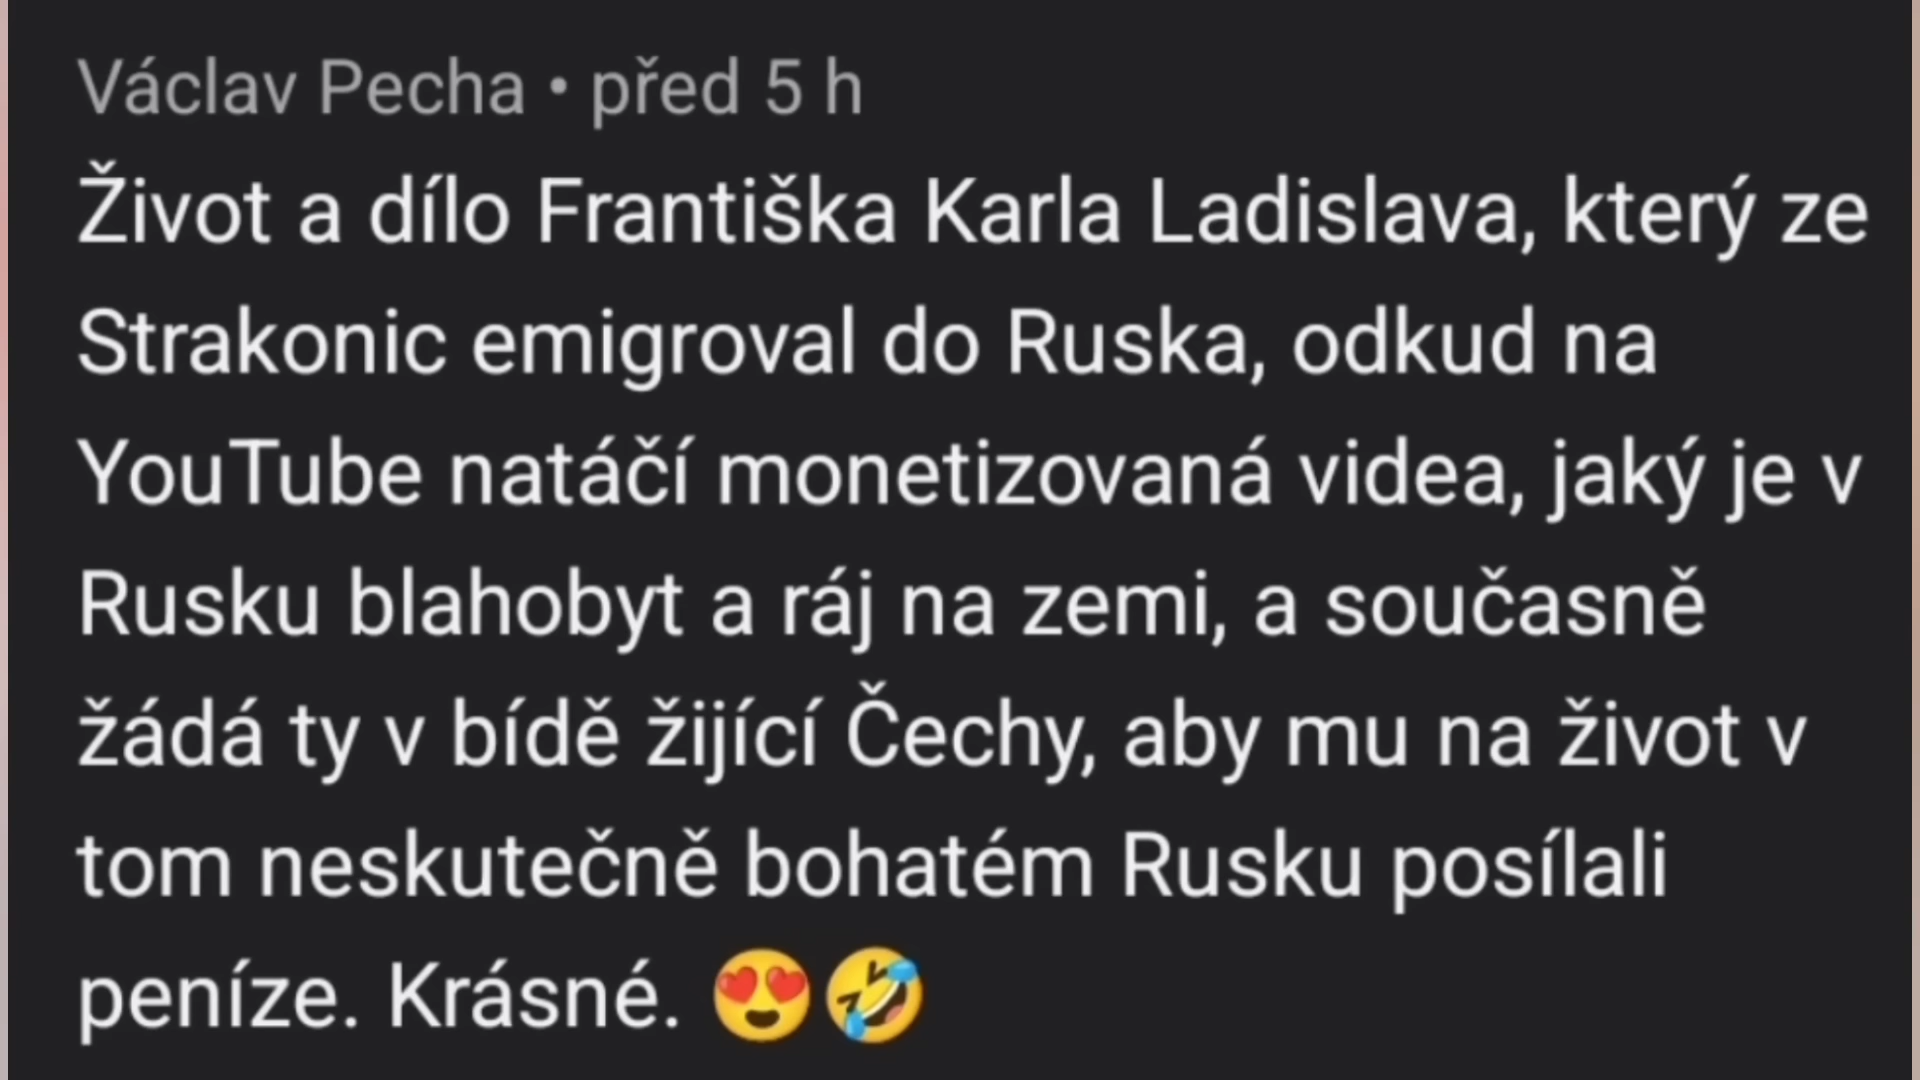 Václav Pecha • před 5 h
Život a dílo Františka Karla Ladislava, který ze
Strakonic emigroval do Ruska, odkud na
YouTube natáčí monetizovaná videa, jaký je v
Rusku blahobyt a ráj na zemi, a současně
žádá ty v bídě žijící Čechy, aby mu na život v
tom neskutečně bohatém Rusku posílali
peníze. Krásné. 😍🤣